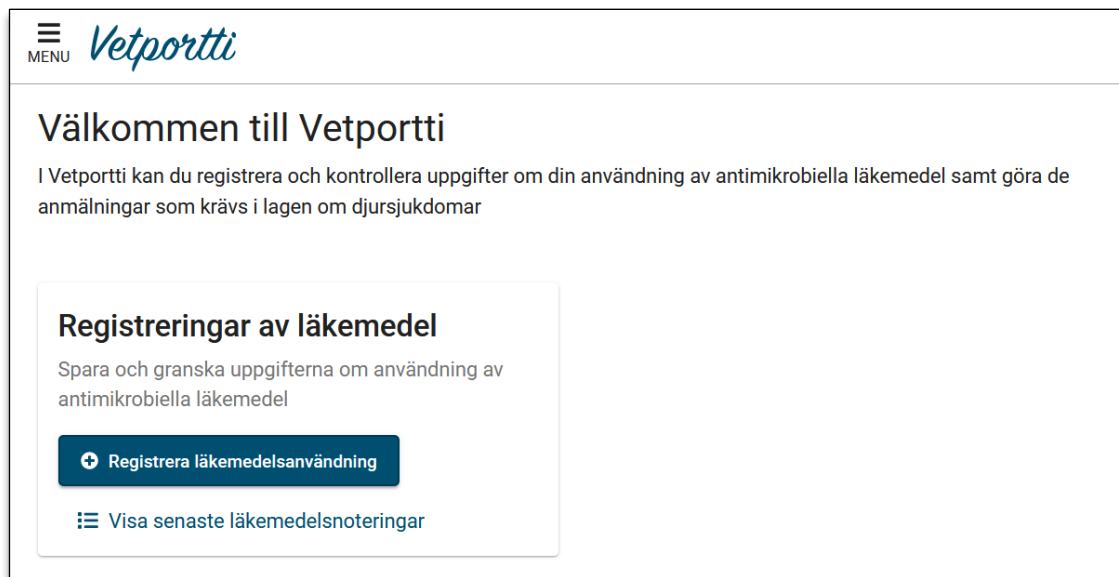 MENU
Vetportti
Välkommen till Vetportti
I Vetportti kan du registrera och kontrollera uppgifter om din användning av antimikrobiella läkemedel samt göra de
anmälningar som krävs i lagen om djursjukdomar
Registreringar av läkemedel
Spara och granska uppgifterna om användning av
antimikrobiella läkemedel
Registrera läkemedelsanvändning
Visa senaste läkemedelsnoteringar